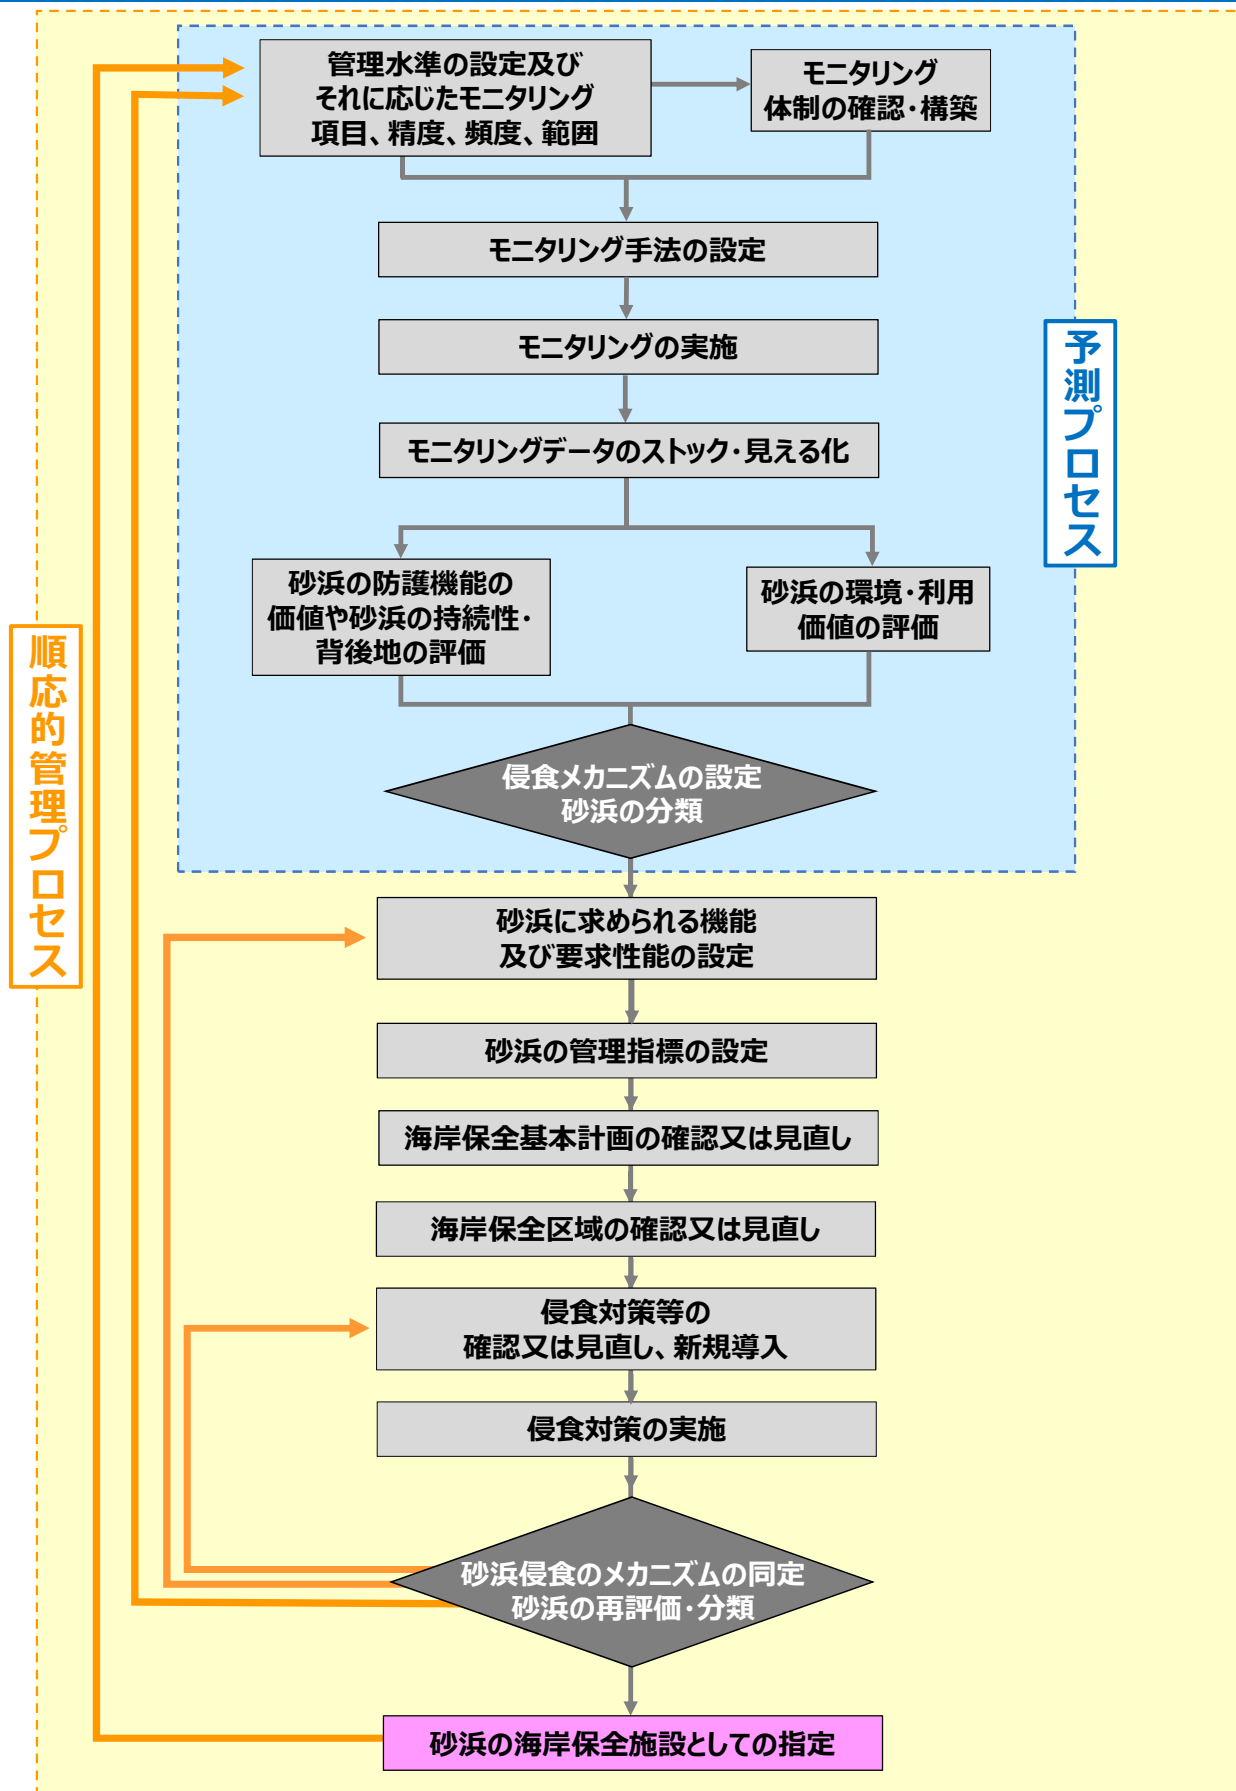 管理水準の設定及び
それに応じたモニタリング
項目、精度、頻度、範囲
モニタリング
体制の確認・構築
モニタリング手法の設定
モニタリングの実施
モニタリングデータのストック・見える化
予測プロセス
砂浜の防護機能の
価値や砂浜の持続性・
背後地の評価
砂浜の環境・利用
価値の評価
順応的管理プロセス
侵食メカニズムの設定
砂浜の分類
砂浜に求められる機能
及び要求性能の設定
砂浜の管理指標の設定
海岸保全基本計画の確認又は見直し
海岸保全区域の確認又は見直し
侵食対策等の
確認又は見直し、新規導入
侵食対策の実施
砂浜侵食のメカニズムの同定
砂浜の再評価・分類
砂浜の海岸保全施設としての指定